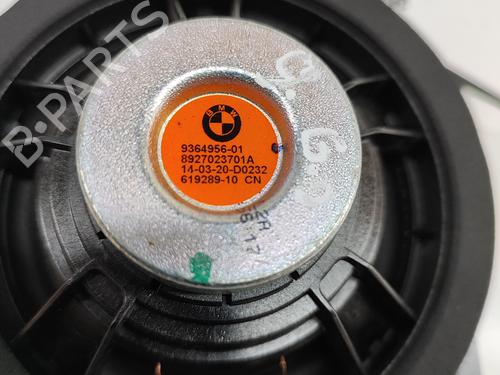 B-PARTS
BMW
9364956-01
8927023701A
14-03-20-D0232
619289-10 CN